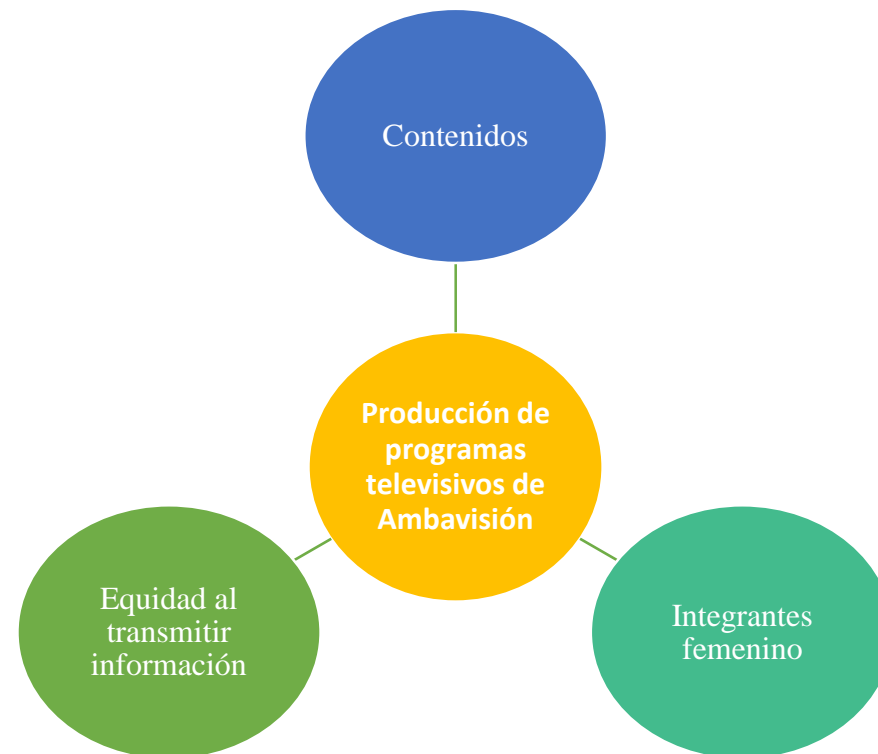 Contenidos
Producción de
programas
televisivos de
Ambavisión
Equidad al
transmitir
información
Integrantes
femenino